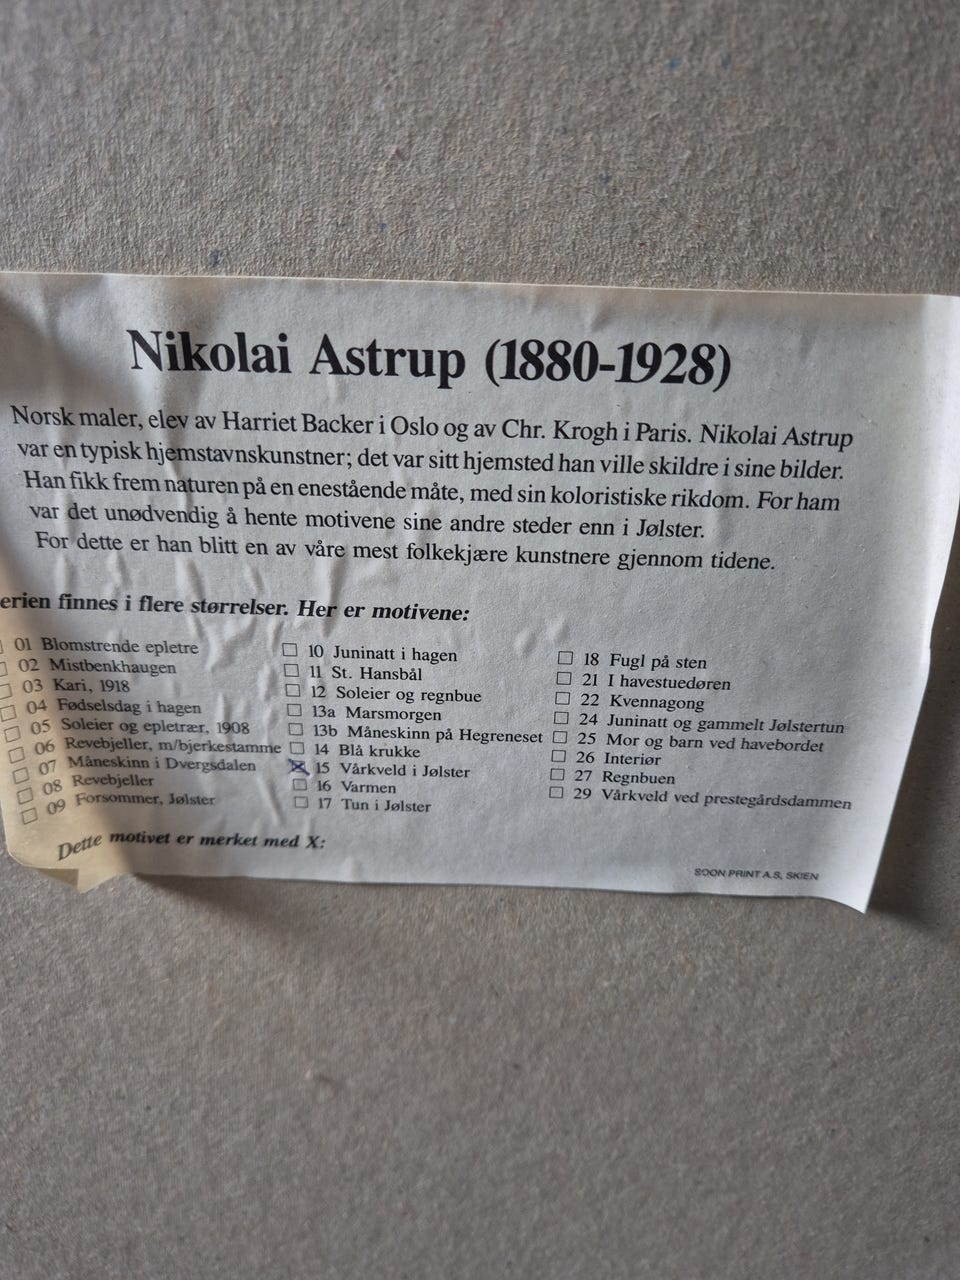 Nikolai Astrup (1880-1928)
Norsk maler, elev av Harriet Backer i Oslo og av Chr. Krogh i Paris. Nikolai Astrup
var en typisk hjemstavnskunstner; det var sitt hjemsted han ville skildre i sine bilder.
Han fikk frem naturen på en enestående måte, med sin koloristiske rikdom. For ham
var det unødvendig å hente motivene sine andre steder enn i Jølster.
For dette er han blitt en av våre mest folkekjære kunstnere gjennom tidene.
erien finnes i flere størrelser. Her er motivene:
01 Blomstrende epletre
02 Mistbenkhaugen
03 Kari, 1918
04 Fødselsdag i hagen
05 Soleier og epletrær, 1908
06 Revebjeller, m/bjerkestamme
07 Måneskinn i Dvergsdalen
08 Revebjeller
09 Forsommer, Jølster
10 Juninatt i hagen
11 St. Hansbål
12 Soleier og regnbue
13a Marsmorgen
13b Måneskinn på Hegreneset
14 Blå krukke
X 15 Vårkveld i Jølster
16 Varmen
17 Tun i Jølster
18 Fugl på sten
21 I havestuedøren
22 Kvennagong
24 Juninatt og gammelt Jølstertun
25 Mor og barn ved havebordet
26 Interiør
27 Regnbuen
29 Vårkveld ved prestegårdsdammen
Dette motivet er merket med X:
SOON PRINT A.S, SKIEN